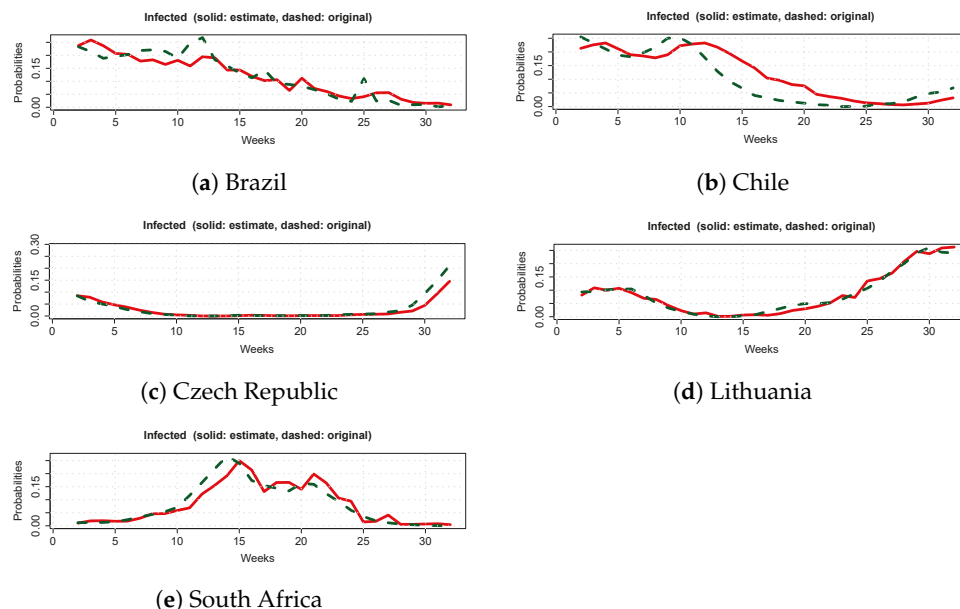 Infected (solid: estimate, dashed: original)
Probabilities
0.00 0.15
0 5 10 15 20 25 30
Weeks
(a) Brazil
Infected (solid: estimate, dashed: original)
Probabilities
0.00 0.15
0 5 10 15 20 25 30
Weeks
(b) Chile
Infected (solid: estimate, dashed: original)
Probabilities
0.00 0.15 0.30
0 5 10 15 20 25 30
Weeks
(c) Czech Republic
Infected (solid: estimate, dashed: original)
Probabilities
0.00 0.15
0 5 10 15 20 25 30
Weeks
(d) Lithuania
Infected (solid: estimate, dashed: original)
Probabilities
0.00 0.15
0 5 10 15 20 25 30
Weeks
(e) South Africa